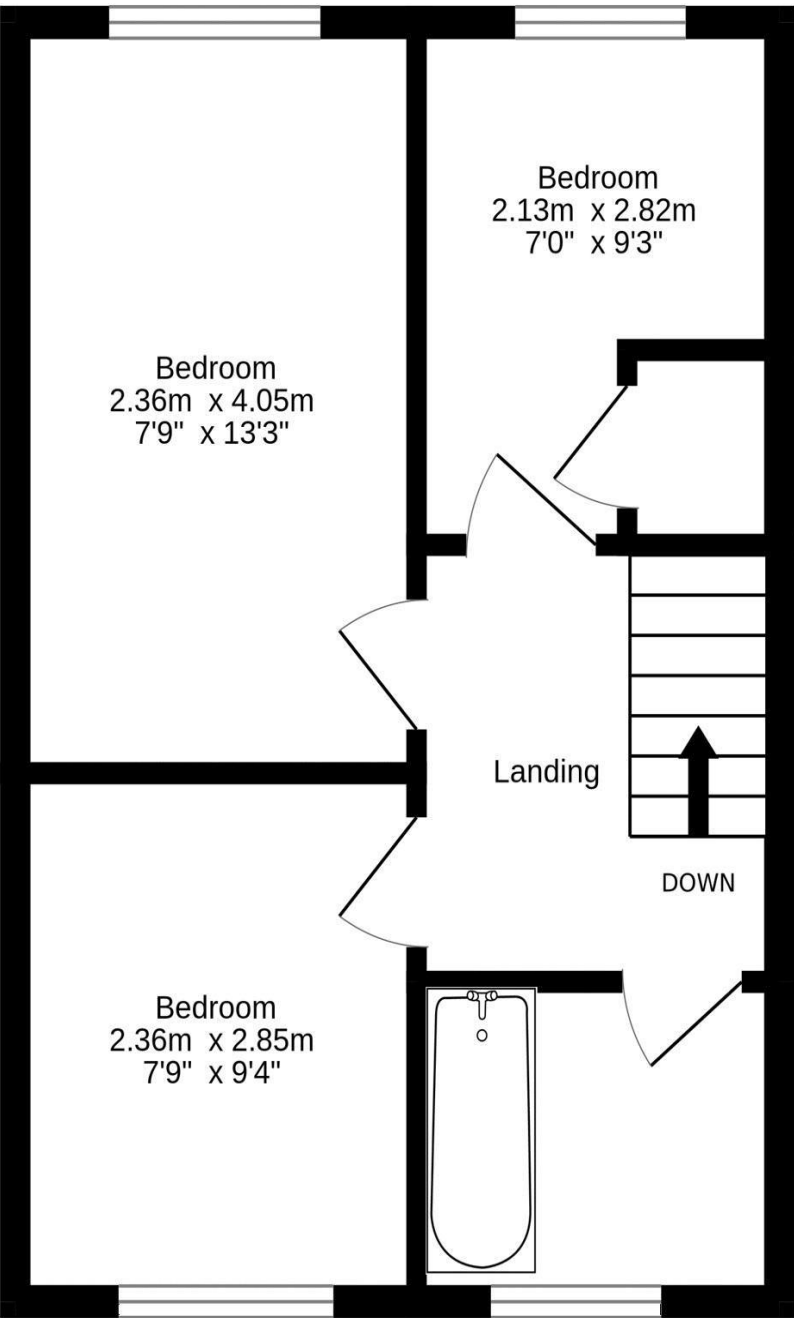 Bedroom
2.13m x 2.82m
7'0" x 9'3"
Bedroom
2.36m x 4.05m
7'9" x 13'3"
Landing
DOWN
Bedroom
2.36m x 2.85m
7'9" x 9'4"